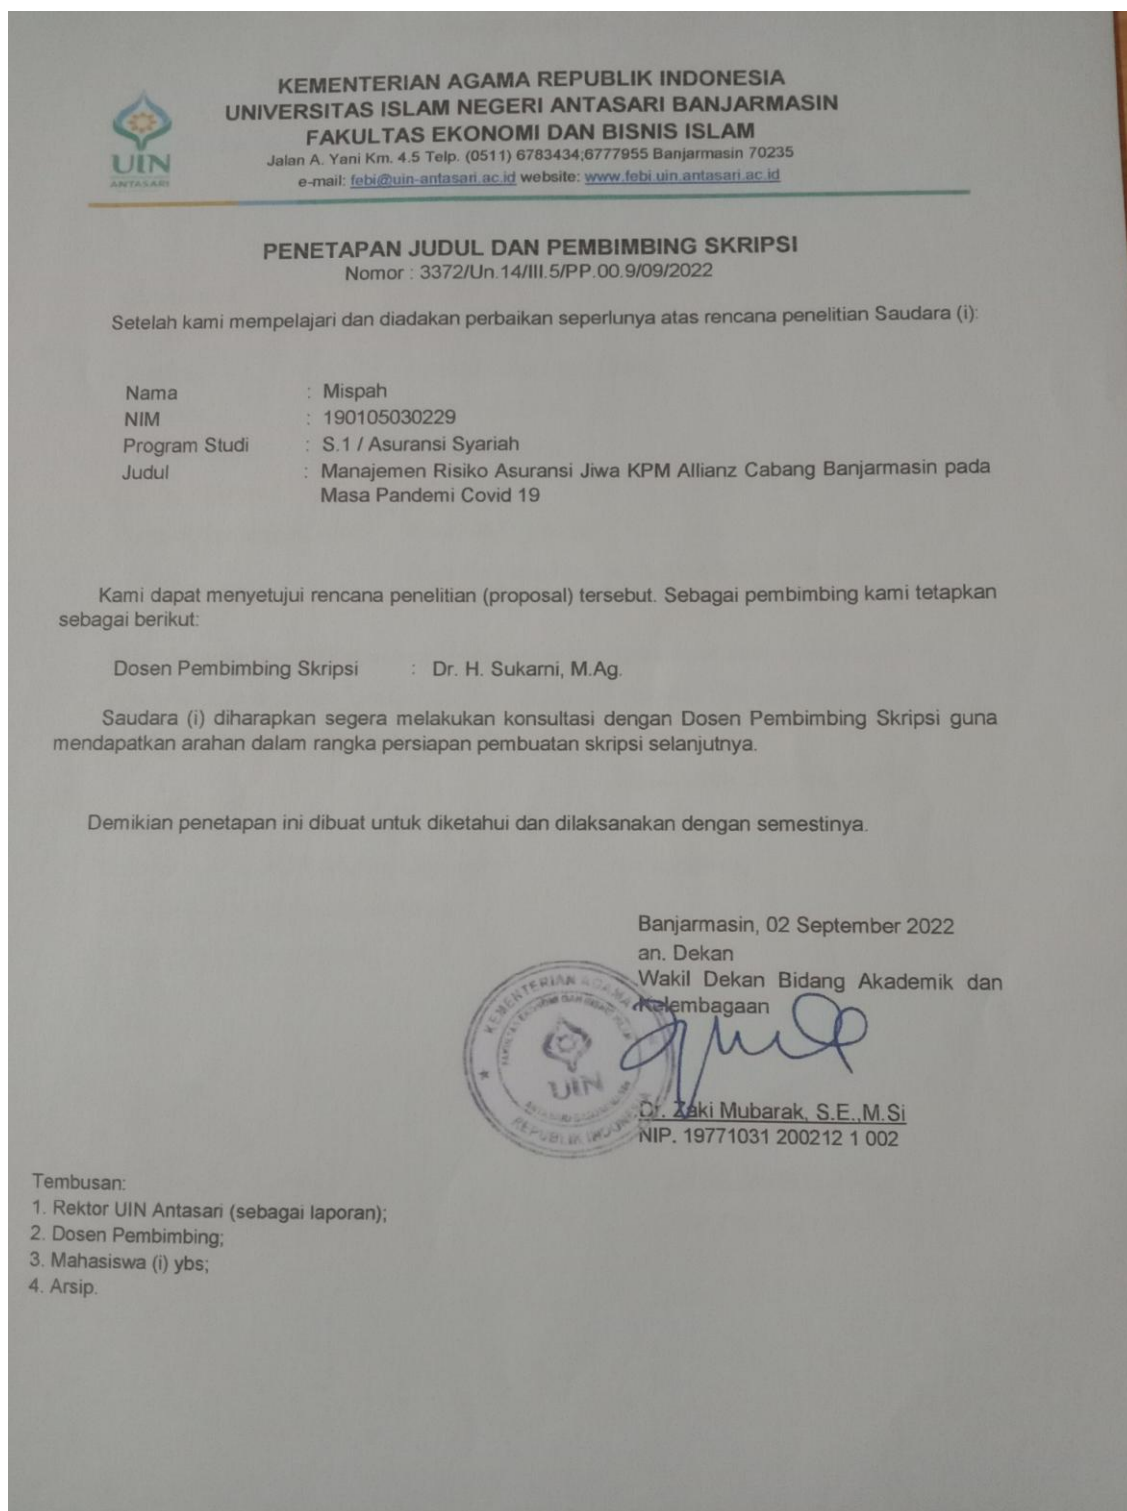 KEMENTERIAN AGAMA REPUBLIK INDONESIA
UNIVERSITAS ISLAM NEGERI ANTASARI BANJARMASIN
FAKULTAS EKONOMI DAN BISNIS ISLAM
Jalan A. Yani Km. 4.5 Telp. (0511) 6783434;6777955 Banjarmasin 70235
e-mail: febi@uin-antasari.ac.id website: www.febi.uin.antasari.ac.id
UIN
ANTASARI
PENETAPAN JUDUL DAN PEMBIMBING SKRIPSI
Nomor : 3372/Un.14/III.5/PP.00.9/09/2022
Setelah kami mempelajari dan diadakan perbaikan seperlunya atas rencana penelitian Saudara (i):
Nama : Mispah
NIM : 190105030229
Program Studi : S.1 / Asuransi Syariah
Judul : Manajemen Risiko Asuransi Jiwa KPM Allianz Cabang Banjarmasin pada
Masa Pandemi Covid 19
Kami dapat menyetujui rencana penelitian (proposal) tersebut. Sebagai pembimbing kami tetapkan
sebagai berikut:
Dosen Pembimbing Skripsi : Dr. H. Sukarni, M.Ag.
Saudara (i) diharapkan segera melakukan konsultasi dengan Dosen Pembimbing Skripsi guna
mendapatkan arahan dalam rangka persiapan pembuatan skripsi selanjutnya.
Demikian penetapan ini dibuat untuk diketahui dan dilaksanakan dengan semestinya.
Banjarmasin, 02 September 2022
an. Dekan
Wakil Dekan Bidang Akademik dan
Kelembagaan
KEMENTERIAN AGAMA
UIN
REPUBLIK INDONESIA
Dr. Zaki Mubarak, S.E.,M.Si
NIP. 19771031 200212 1 002
Tembusan:
1. Rektor UIN Antasari (sebagai laporan);
2. Dosen Pembimbing;
3. Mahasiswa (i) ybs;
4. Arsip.